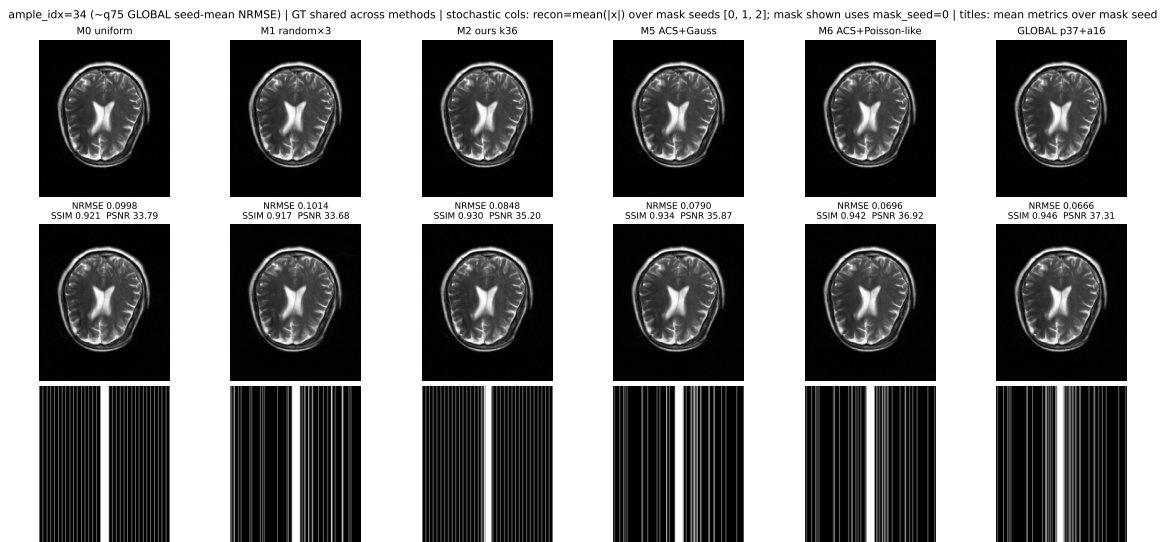 ample_idx=34 (~q75 GLOBAL seed-mean NRMSE) | GT shared across methods | stochastic cols: recon=mean(|x|) over mask seeds [0, 1, 2]; mask shown uses mask_seed=0 | titles: mean metrics over mask seed
M0 uniform
M1 random×3
M2 ours k36
M5 ACS+Gauss
M6 ACS+Poisson-like
GLOBAL p37+a16
NRMSE 0.0998
SSIM 0.921 PSNR 33.79
NRMSE 0.1014
SSIM 0.917 PSNR 33.68
NRMSE 0.0848
SSIM 0.930 PSNR 35.20
NRMSE 0.0790
SSIM 0.934 PSNR 35.87
NRMSE 0.0696
SSIM 0.942 PSNR 36.92
NRMSE 0.0666
SSIM 0.946 PSNR 37.31